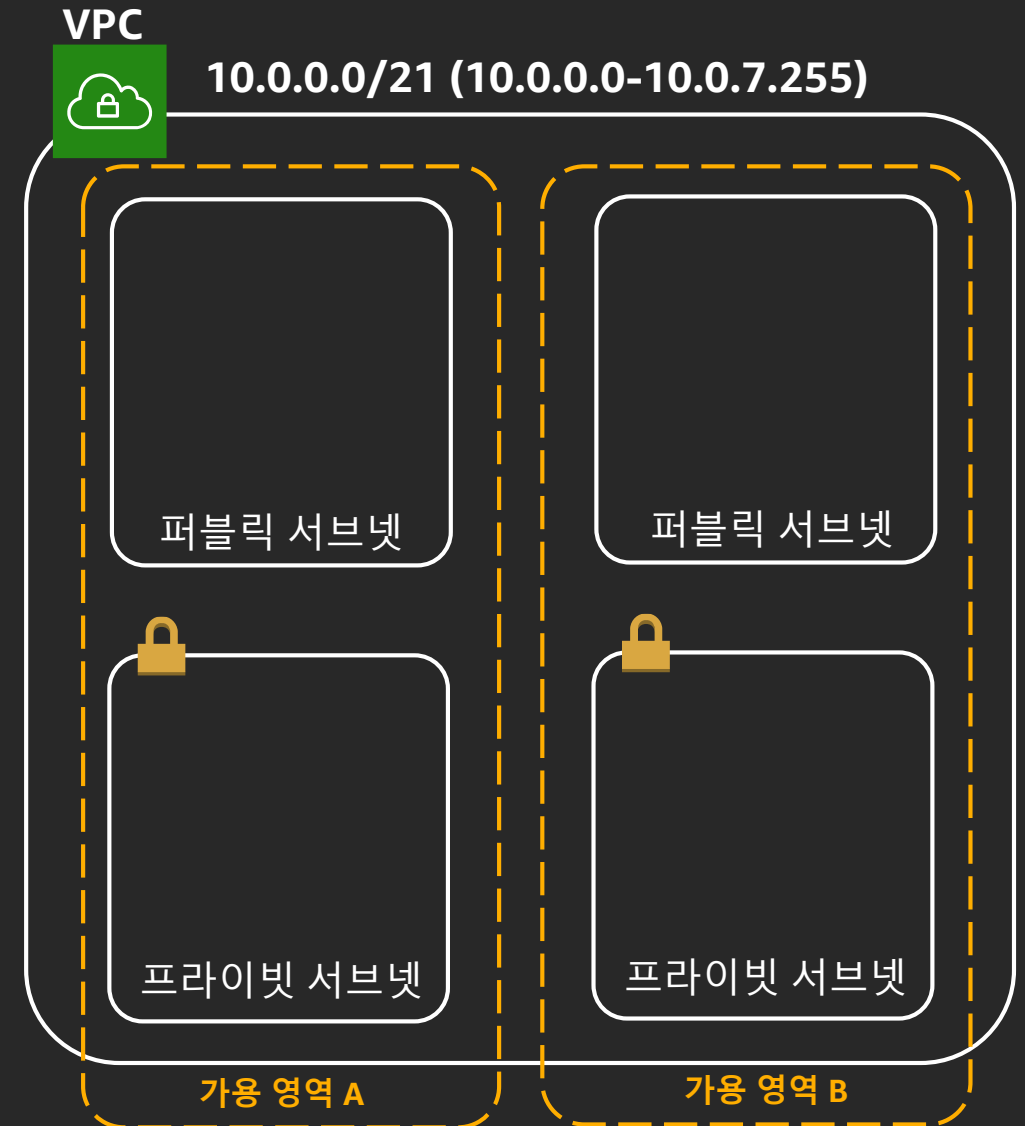 VPC
10.0.0.0/21 (10.0.0.0-10.0.7.255)
퍼블릭 서브넷
퍼블릭 서브넷
프라이빗 서브넷
프라이빗 서브넷
가용 영역 A
가용 영역 B